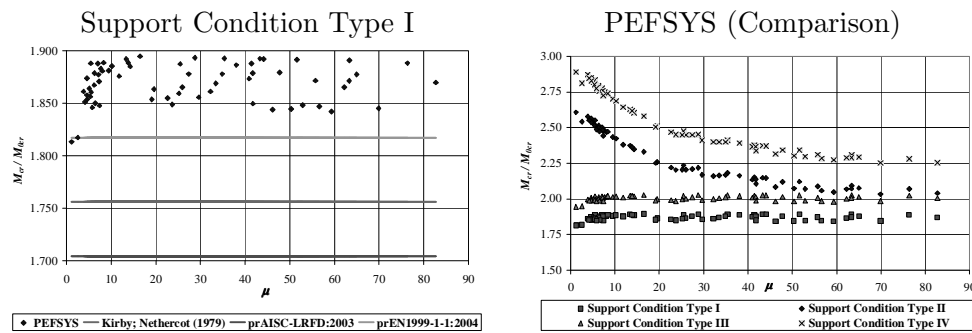 Support Condition Type I
1.900
1.850
1.800
1.750
1.700
M_cr / M_0cr
0 10 20 30 40 50 60 70 80 90
μ
PEFSYS Kirby; Nethercot (1979) prAISC-LRFD:2003 prEN1999-1-1:2004
PEFSYS (Comparison)
3.00
2.75
2.50
2.25
2.00
1.75
1.50
M_cr / M_0cr
0 10 20 30 40 50 60 70 80 90
μ
Support Condition Type I Support Condition Type II
Support Condition Type III Support Condition Type IV